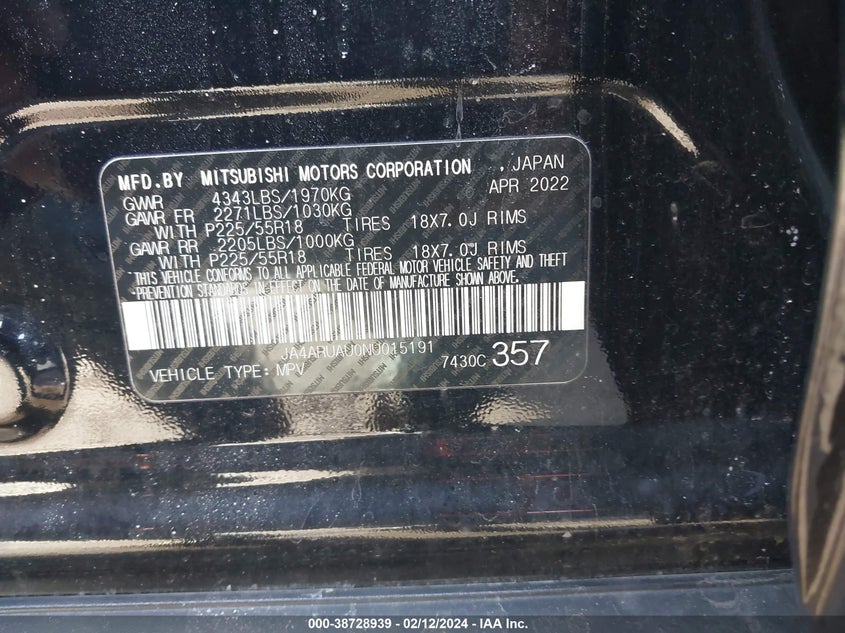 MFD.BY MITSUBISHI MOTORS CORPORATION , JAPAN
GVWR 4343LBS/1970KG APR 2022
GAWR FR 2271LBS/1030KG
WITH P225/55R18 TIRES 18X7.0J RIMS
GAWR RR 2205LBS/1000KG
WITH P225/55R18 TIRES 18X7.0J RIMS
THIS VEHICLE CONFORMS TO ALL APPLICABLE FEDERAL MOTOR VEHICLE SAFETY AND THEFT
PREVENTION STANDARDS IN EFFECT ON THE DATE OF MANUFACTURE SHOWN ABOVE.
JA4ARUAU0NU015191
VEHICLE TYPE: MPV 7430C 357
000-38728939 - 02/12/2024 - IAA Inc.